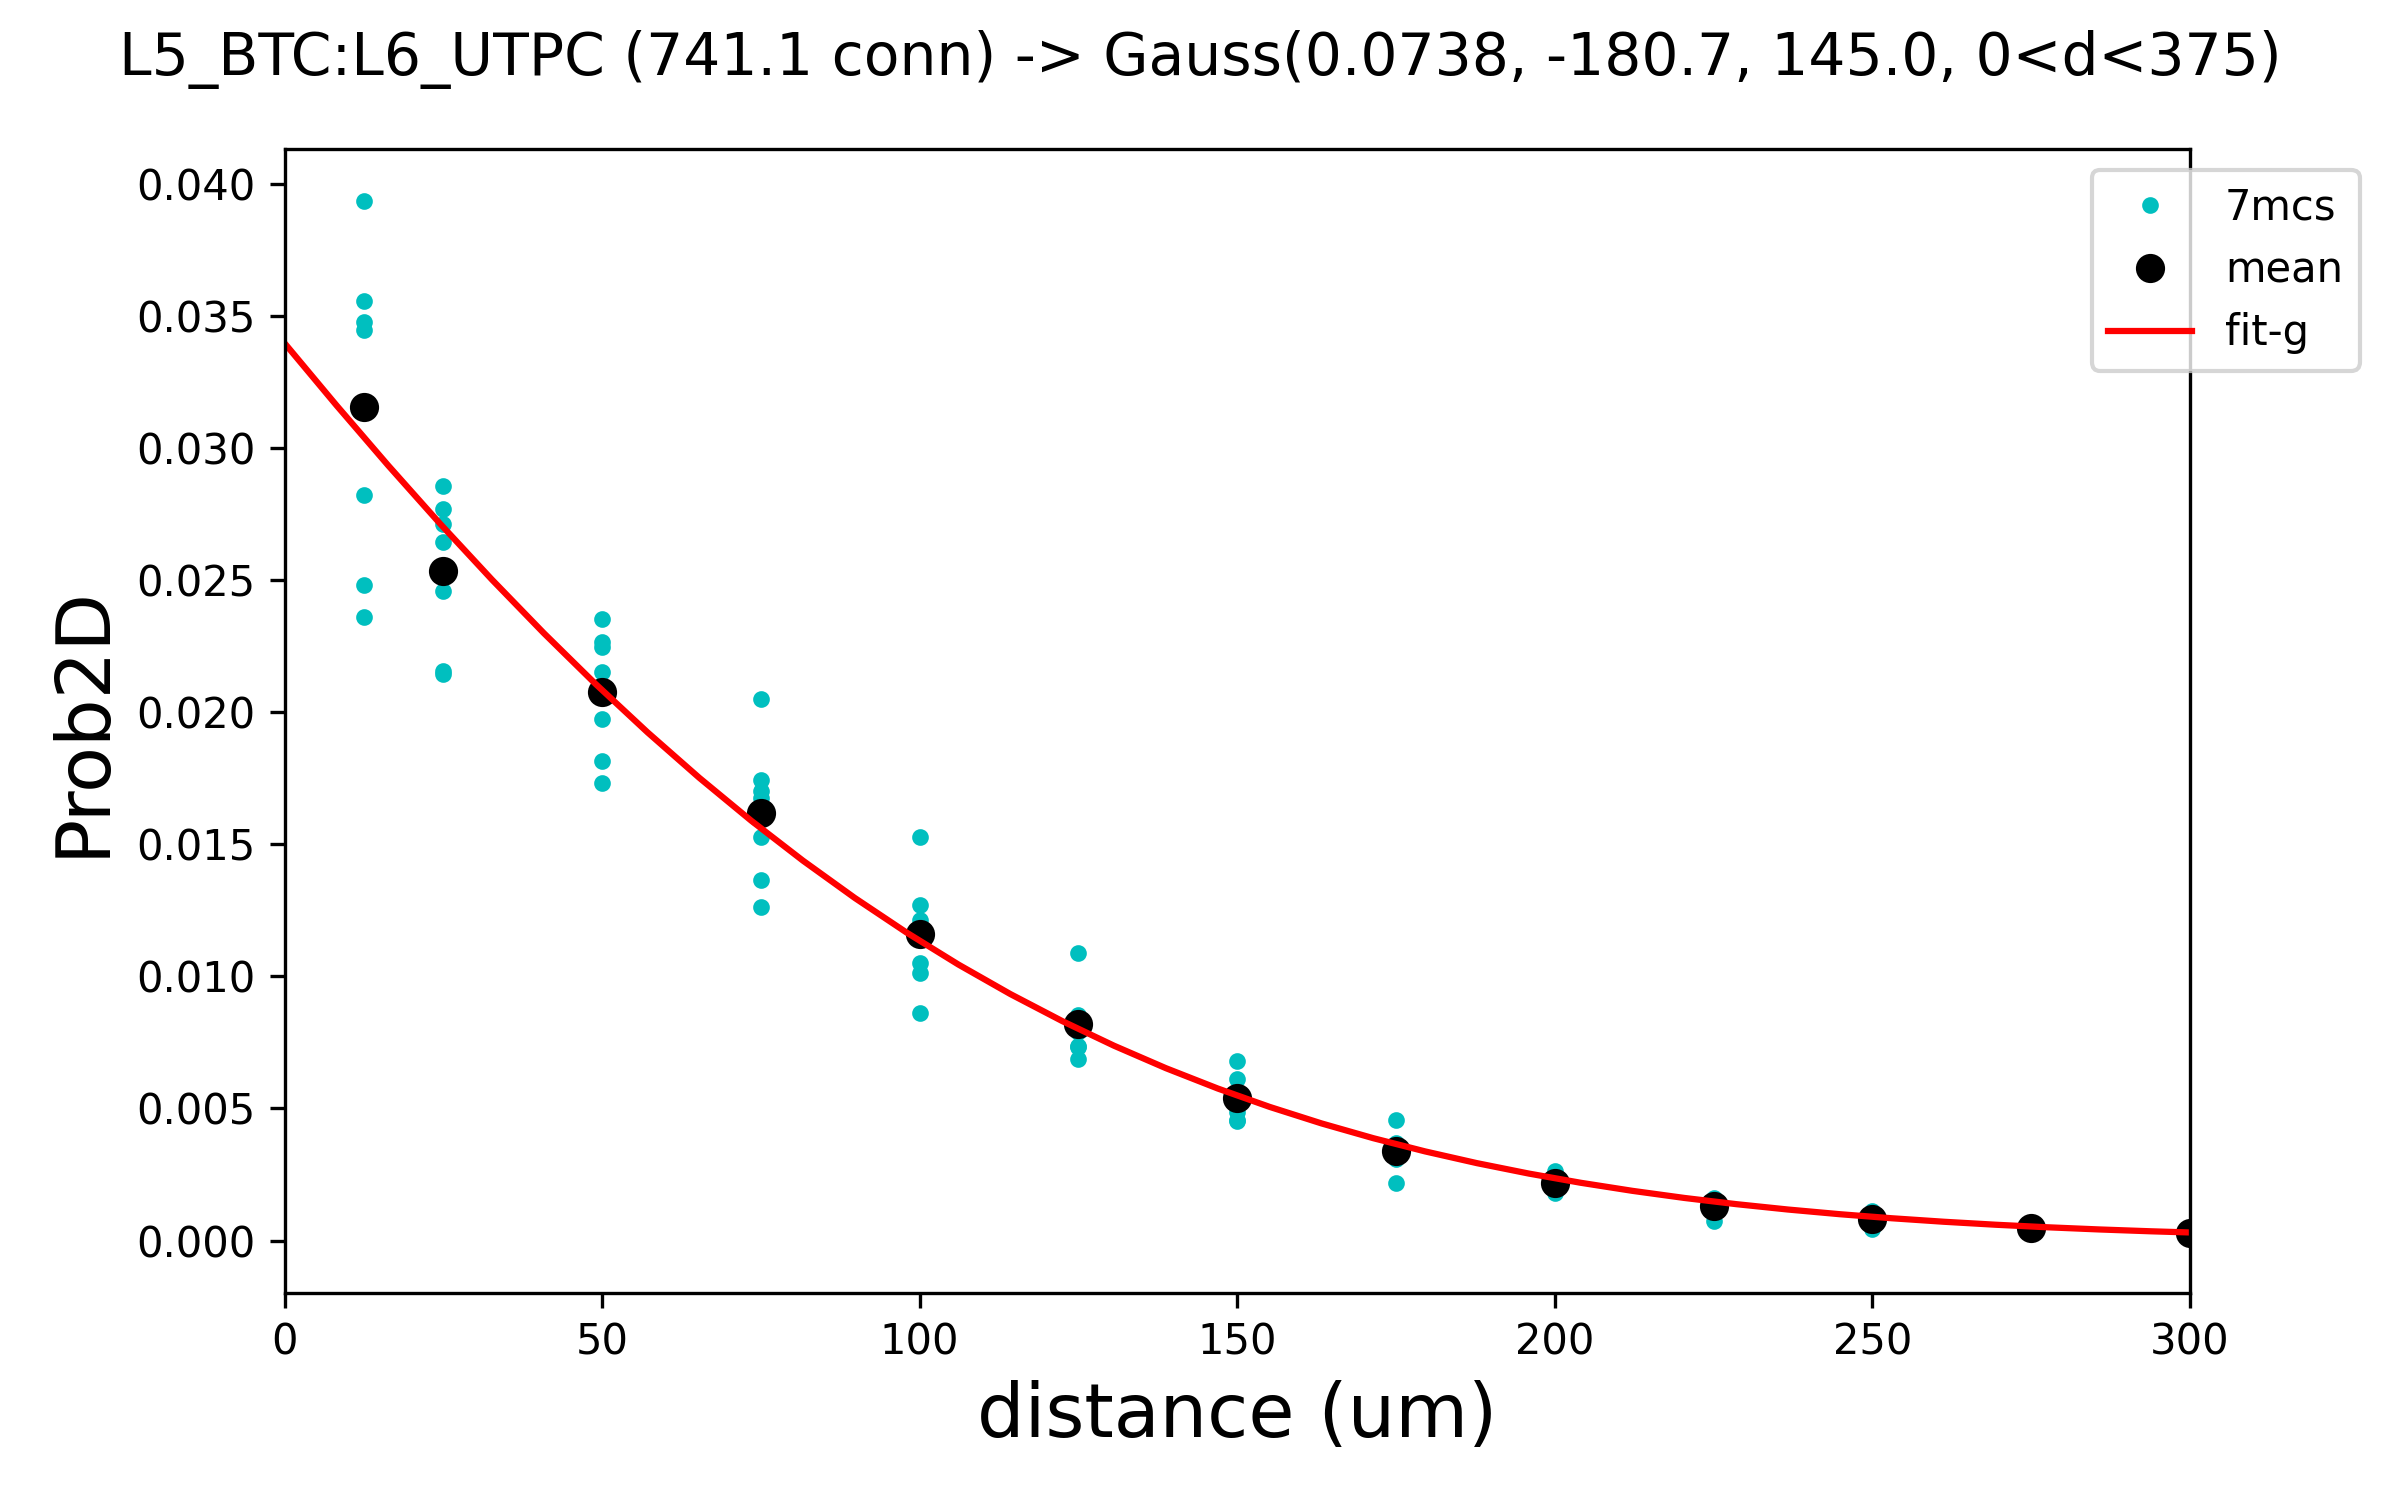 L5_BTC:L6_UTPC (741.1 conn) -> Gauss(0.0738, -180.7, 145.0, 0<d<375)
7mcs
mean
fit-g
Prob2D
0.040
0.035
0.030
0.025
0.020
0.015
0.010
0.005
0.000
0 50 100 150 200 250 300
distance (um)